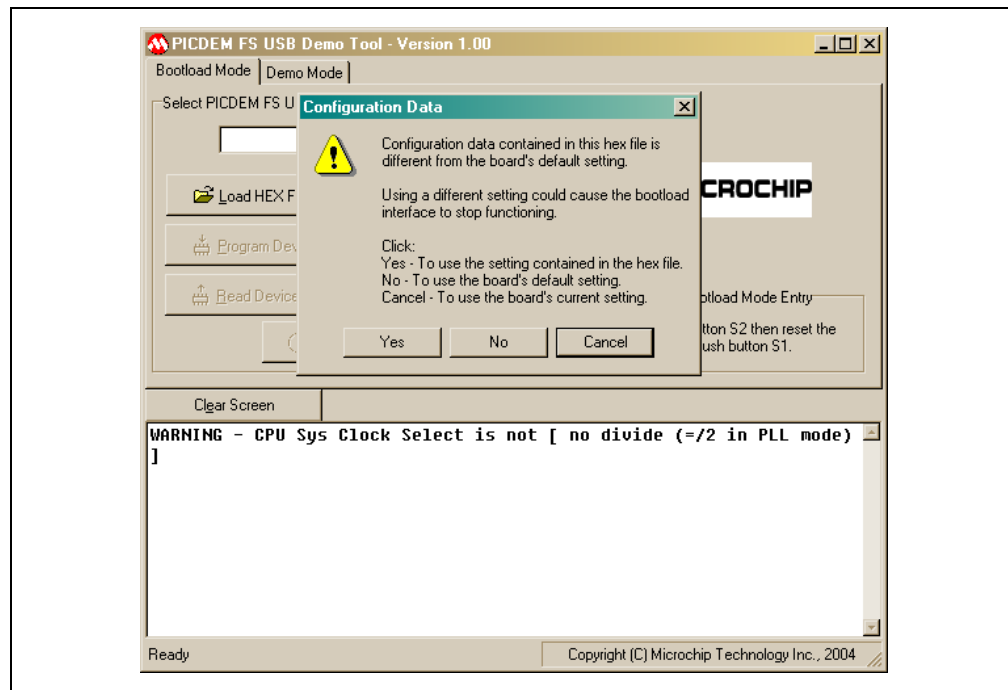 PICDEM FS USB Demo Tool - Version 1.00
Bootload Mode
Demo Mode
Select PICDEM FS U
Configuration Data
Configuration data contained in this hex file is
different from the board's default setting.
Using a different setting could cause the bootload
interface to stop functioning.
Click:
Yes - To use the setting contained in the hex file.
No - To use the board's default setting.
Cancel - To use the board's current setting.
Yes
No
Cancel
Load HEX F
Program Dev
Read Device
CROCHIP
otload Mode Entry
tton S2 then reset the
ush button S1.
Clear Screen
WARNING - CPU Sys Clock Select is not [ no divide (=/2 in PLL mode)
]
Ready
Copyright (C) Microchip Technology Inc., 2004